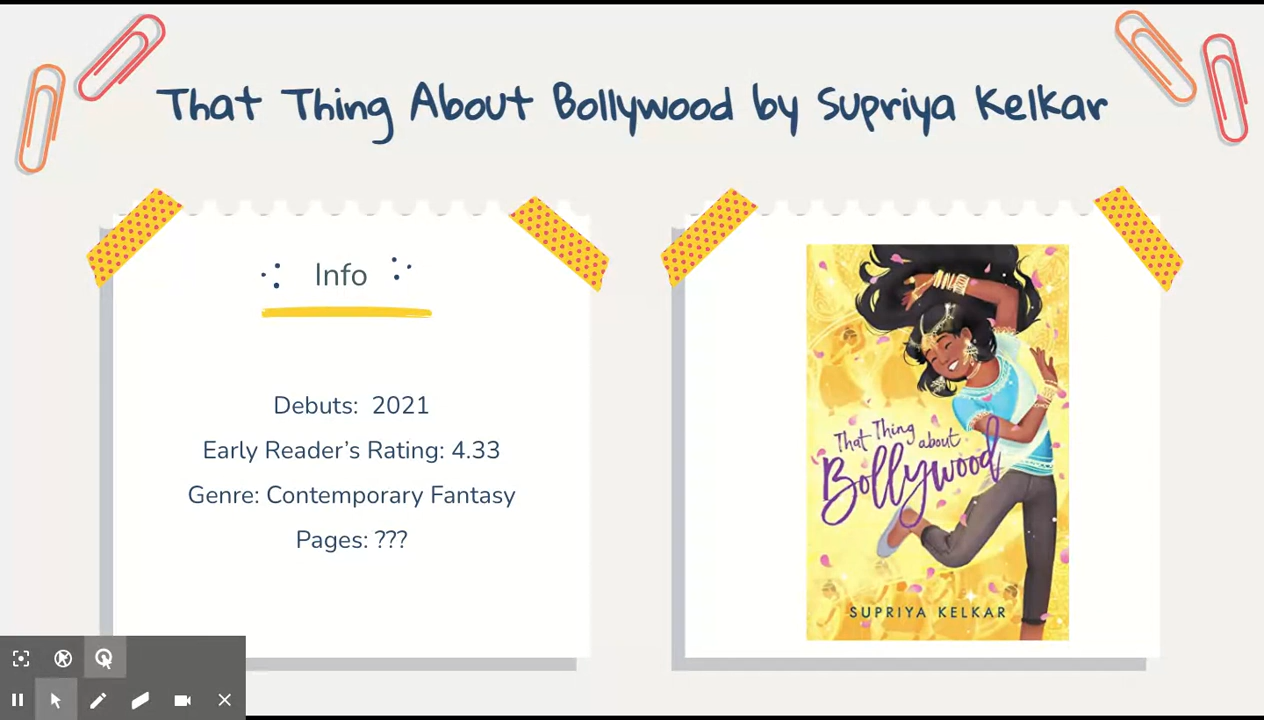 That Thing About Bollywood by Supriya Kelkar
Info
Debuts: 2021
Early Reader's Rating: 4.33
Genre: Contemporary Fantasy
Pages: ???
That Thing about
Bollywood
SUPRIYA KELKAR